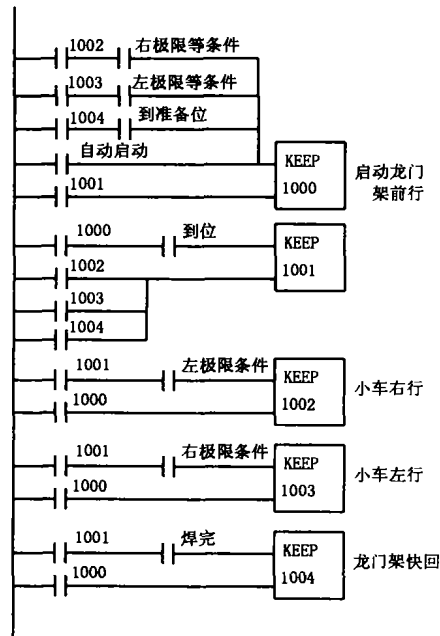 1002 右极限等条件
1003 左极限等条件
1004 到准备位
自动启动
1001
KEEP
1000
启动龙门
架前行
1000 到位
1002
1003
1004
KEEP
1001
1001 左极限条件
1000
KEEP
1002
小车右行
1001 右极限条件
1000
KEEP
1003
小车左行
1001 焊完
1000
KEEP
1004
龙门架快回